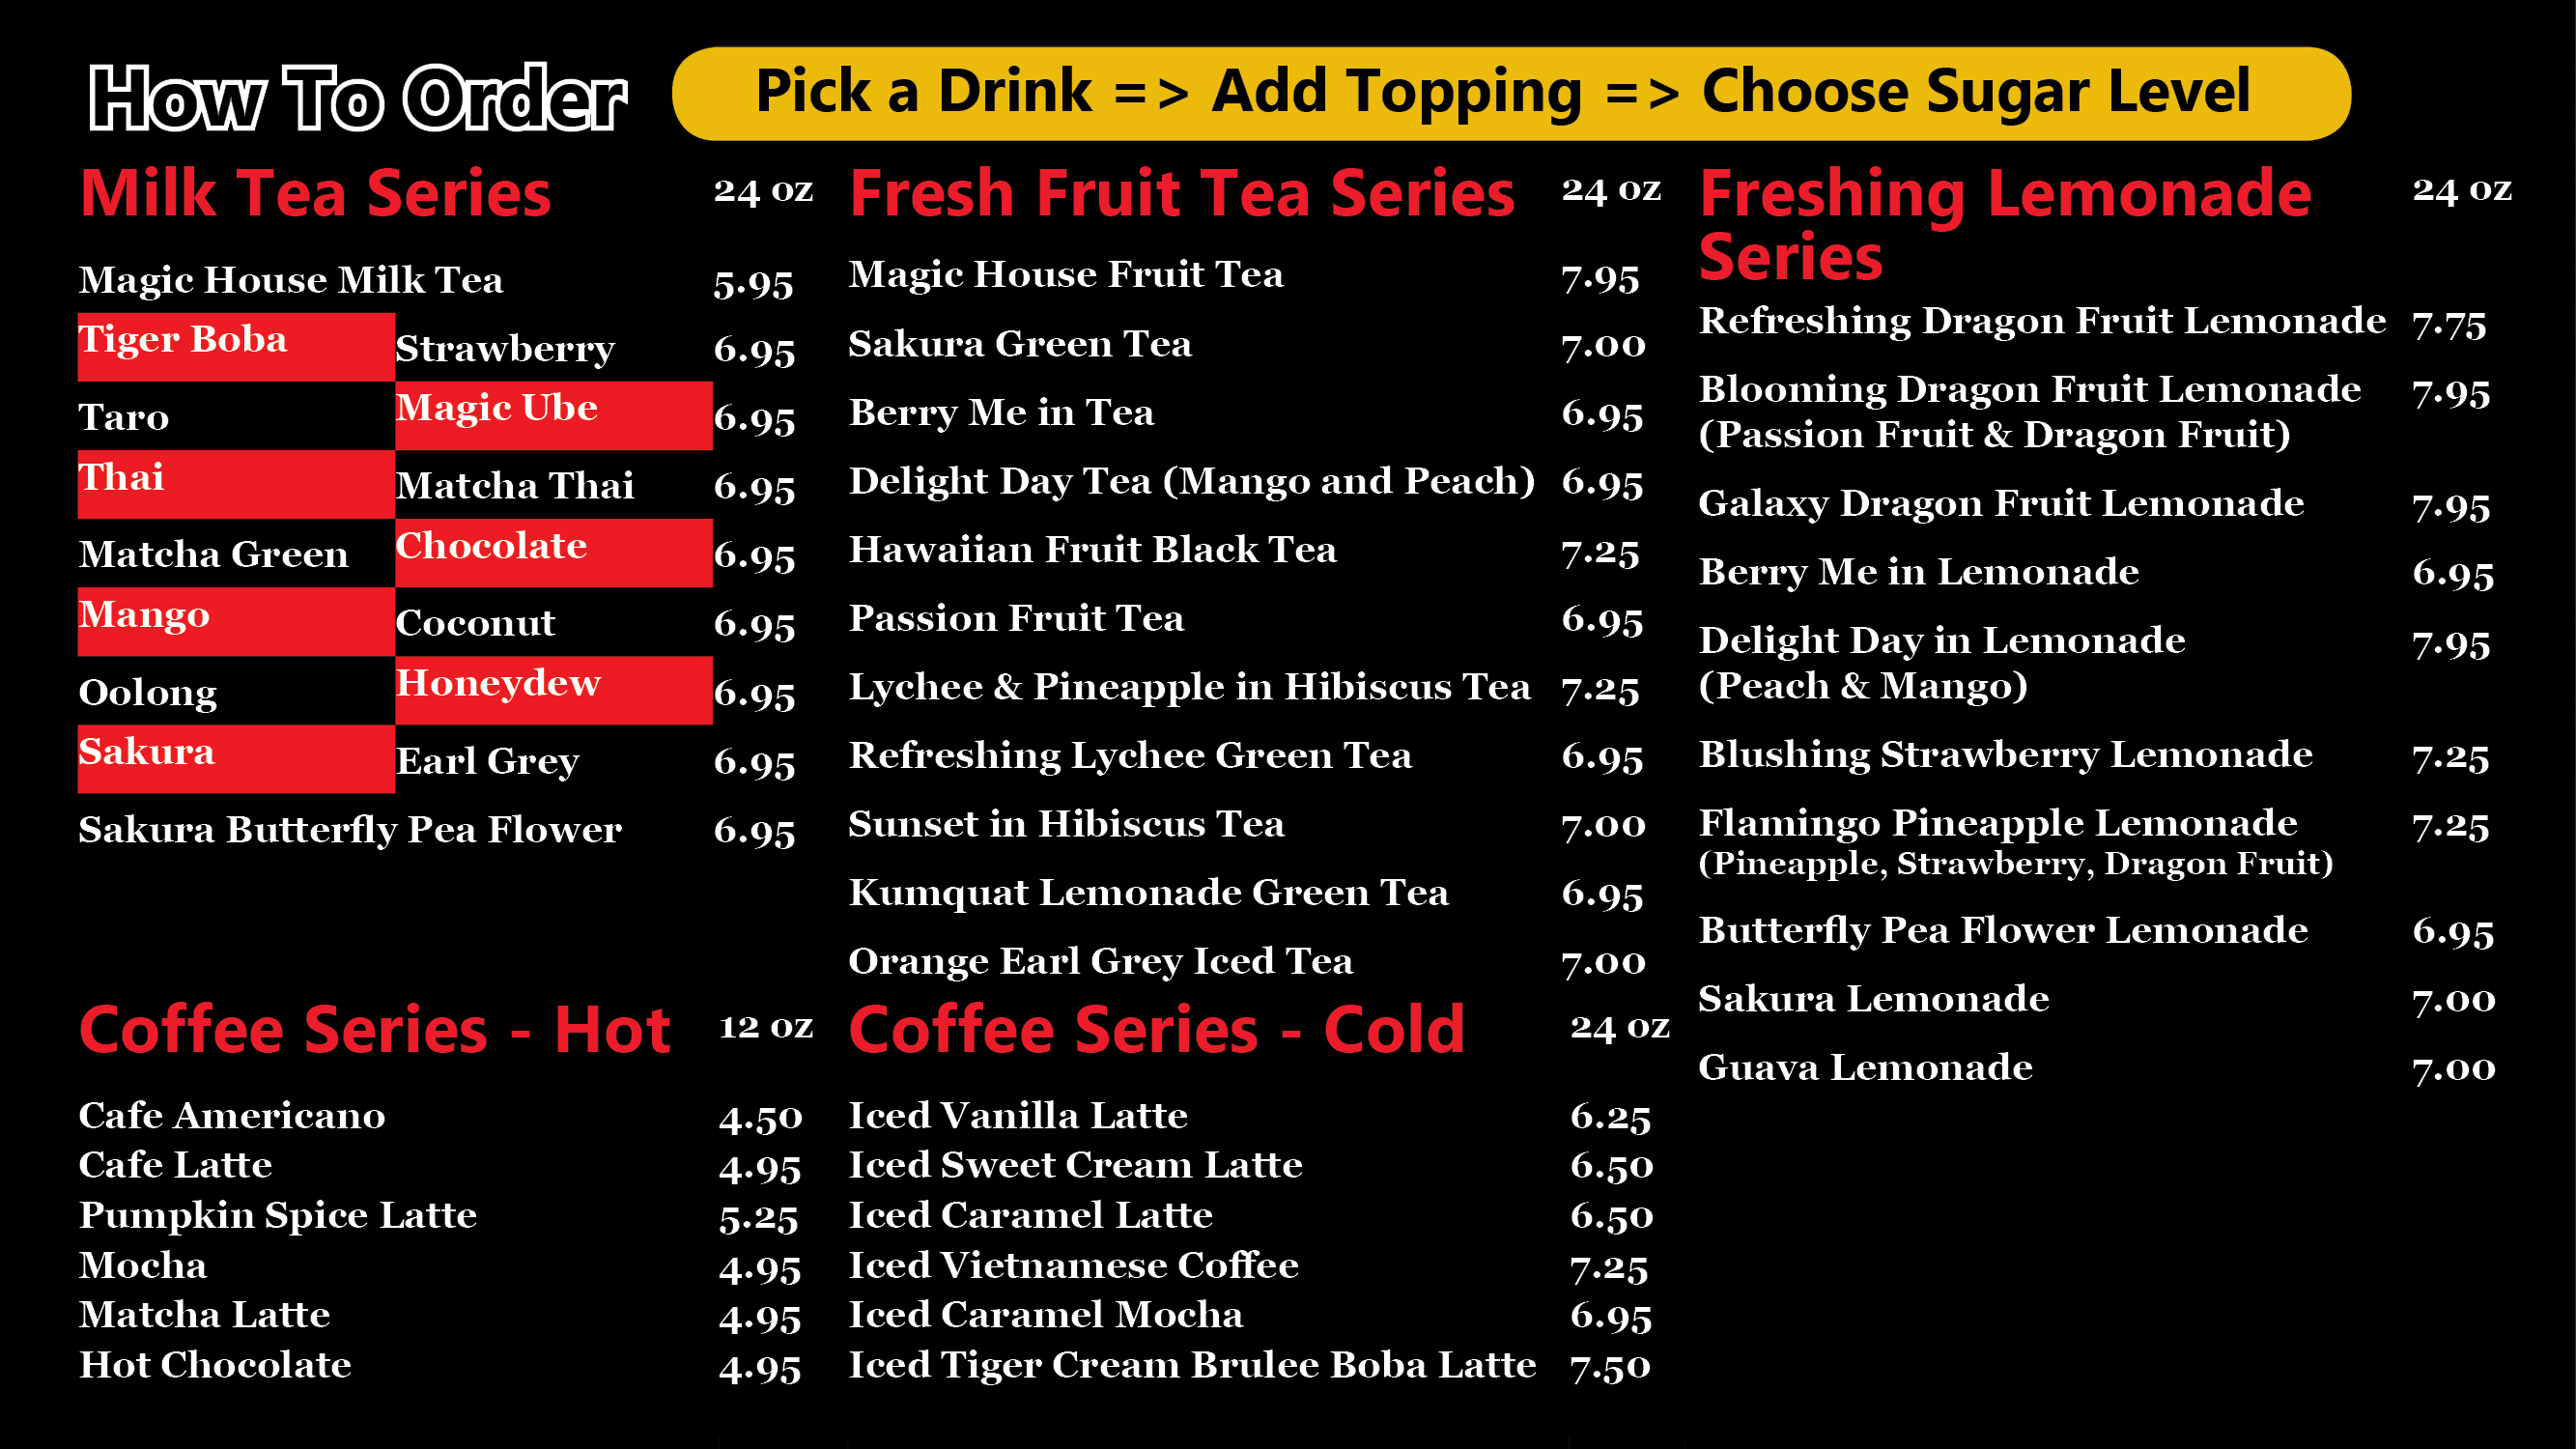 How To Order
Pick a Drink => Add Topping => Choose Sugar Level
Milk Tea Series 24 oz
Magic House Milk Tea 5.95
Tiger Boba Strawberry 6.95
Taro Magic Ube 6.95
Thai Matcha Thai 6.95
Matcha Green Chocolate 6.95
Mango Coconut 6.95
Oolong Honeydew 6.95
Sakura Earl Grey 6.95
Sakura Butterfly Pea Flower 6.95
Fresh Fruit Tea Series 24 oz
Magic House Fruit Tea 7.95
Sakura Green Tea 7.00
Berry Me in Tea 6.95
Delight Day Tea (Mango and Peach) 6.95
Hawaiian Fruit Black Tea 7.25
Passion Fruit Tea 6.95
Lychee & Pineapple in Hibiscus Tea 7.25
Refreshing Lychee Green Tea 6.95
Sunset in Hibiscus Tea 7.00
Kumquat Lemonade Green Tea 6.95
Orange Earl Grey Iced Tea 7.00
Freshing Lemonade 24 oz
Series
Refreshing Dragon Fruit Lemonade 7.75
Blooming Dragon Fruit Lemonade 7.95
(Passion Fruit & Dragon Fruit)
Galaxy Dragon Fruit Lemonade 7.95
Berry Me in Lemonade 6.95
Delight Day in Lemonade 7.95
(Peach & Mango)
Blushing Strawberry Lemonade 7.25
Flamingo Pineapple Lemonade 7.25
(Pineapple, Strawberry, Dragon Fruit)
Butterfly Pea Flower Lemonade 6.95
Sakura Lemonade 7.00
Guava Lemonade 7.00
Coffee Series - Hot 12 oz
Cafe Americano 4.50
Cafe Latte 4.95
Pumpkin Spice Latte 5.25
Mocha 4.95
Matcha Latte 4.95
Hot Chocolate 4.95
Coffee Series - Cold 24 oz
Iced Vanilla Latte 6.25
Iced Sweet Cream Latte 6.50
Iced Caramel Latte 6.50
Iced Vietnamese Coffee 7.25
Iced Caramel Mocha 6.95
Iced Tiger Cream Brulee Boba Latte 7.50